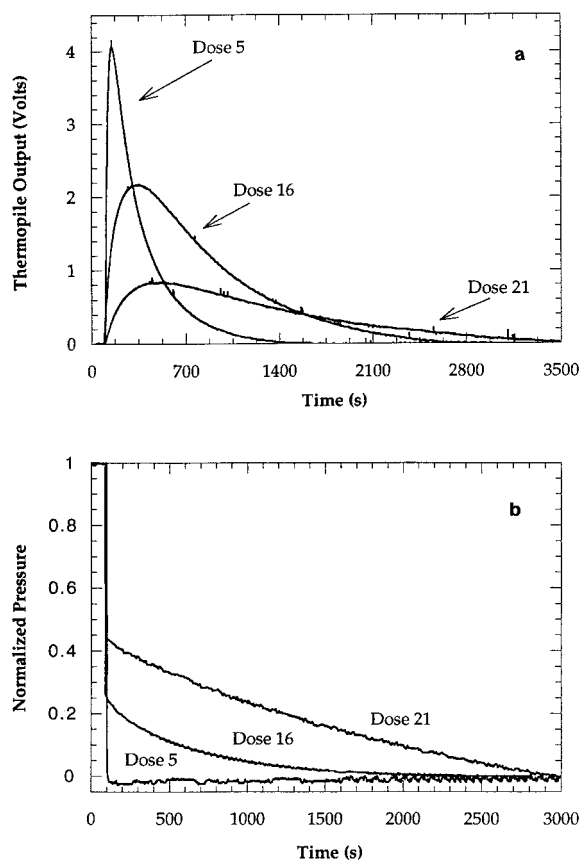 a
Thermopile Output (Volts)
4
3
2
1
0
Dose 5
Dose 16
Dose 21
0 700 1400 2100 2800 3500
Time (s)
b
Normalized Pressure
1
0.8
0.6
0.4
0.2
0
Dose 21
Dose 16
Dose 5
0 500 1000 1500 2000 2500 3000
Time (s)